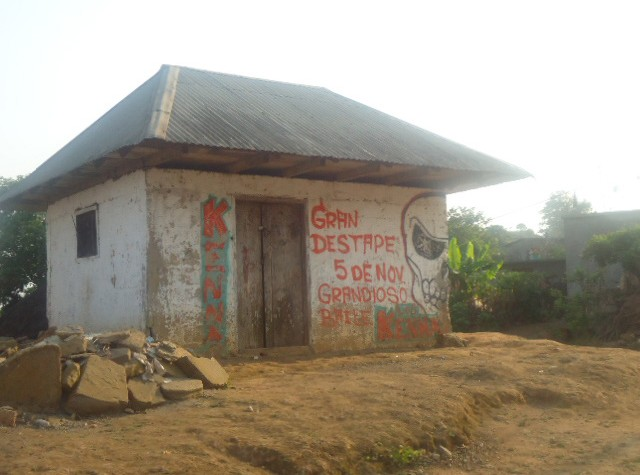 GRAN
DESTAPE
5 DE NOV.
GRANDIOSO
BAILE